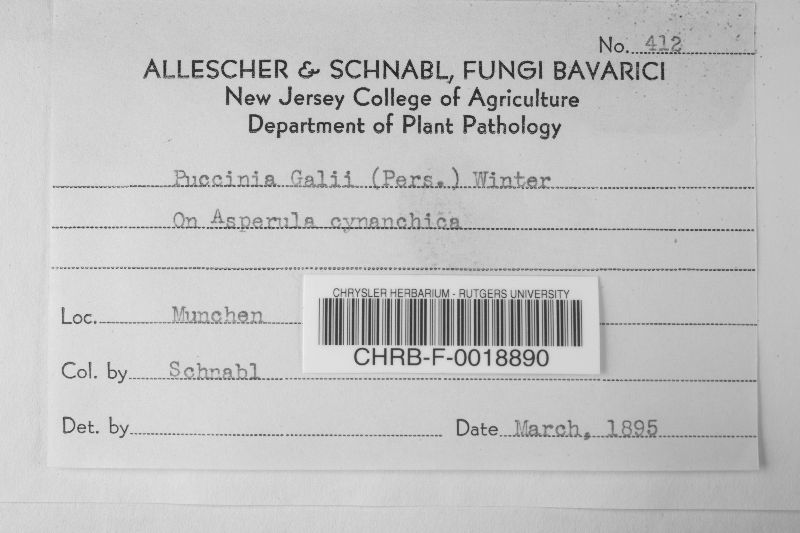 No. 412
ALLESCHER & SCHNABL, FUNGI BAVARICI
New Jersey College of Agriculture
Department of Plant Pathology
Puccinia Galii (Pers.) Winter
On Asperula cynanchica
Loc. Munchen
CHRYSLER HERBARIUM - RUTGERS UNIVERSITY
CHRB-F-0018890
Col. by Schnabl
Det. by Date March, 1895